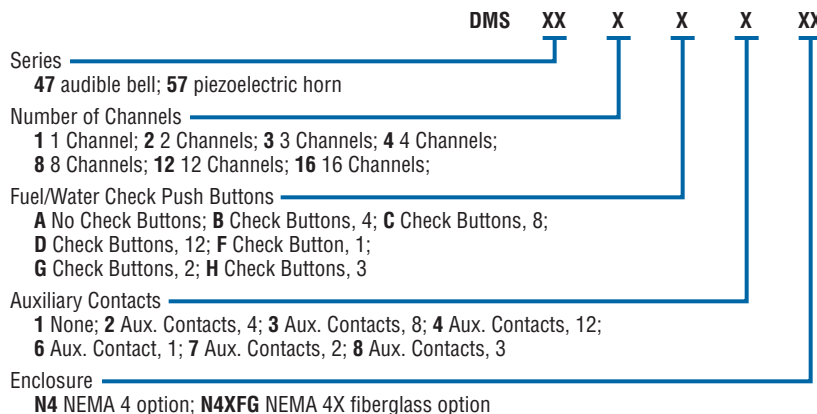 DMS XX X X X XX
Series
47 audible bell; 57 piezoelectric horn
Number of Channels
1 1 Channel; 2 2 Channels; 3 3 Channels; 4 4 Channels;
8 8 Channels; 12 12 Channels; 16 16 Channels;
Fuel/Water Check Push Buttons
A No Check Buttons; B Check Buttons, 4; C Check Buttons, 8;
D Check Buttons, 12; F Check Button, 1;
G Check Buttons, 2; H Check Buttons, 3
Auxiliary Contacts
1 None; 2 Aux. Contacts, 4; 3 Aux. Contacts, 8; 4 Aux. Contacts, 12;
6 Aux. Contact, 1; 7 Aux. Contacts, 2; 8 Aux. Contacts, 3
Enclosure
N4 NEMA 4 option; N4XFG NEMA 4X fiberglass option